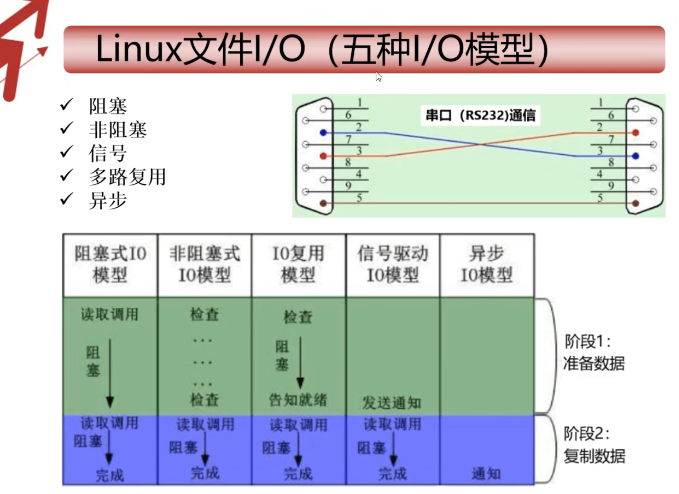 Linux文件I/O（五种I/O模型）
✓ 阻塞
✓ 非阻塞
✓ 信号
✓ 多路复用
✓ 异步
串口（RS232)通信
1 1
6 6
2 2
7 7
3 3
8 8
4 4
9 9
5 5
阻塞式IO模型 非阻塞式IO模型 IO复用模型 信号驱动IO模型 异步IO模型
读取调用 检查 检查
...
阻塞 ... 阻塞
...
检查 告知就绪 发送通知
阶段1：
准备数据
读取调用 读取调用 读取调用 读取调用
阻塞 阻塞 阻塞 阻塞
完成 完成 完成 完成 通知
阶段2：
复制数据